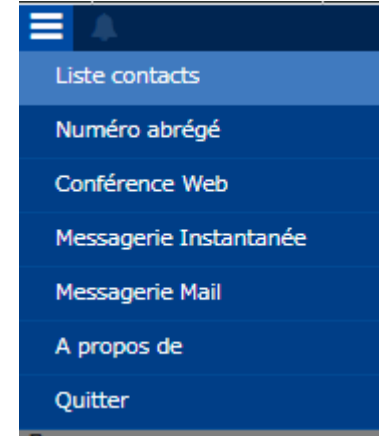 Liste contacts
Numéro abrégé
Conférence Web
Messagerie Instantanée
Messagerie Mail
A propos de
Quitter